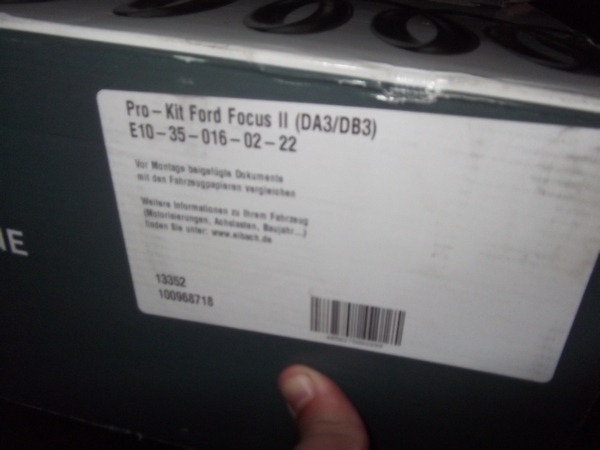 Pro-Kit Ford Focus II (DA3/DB3)
E10-35-016-02-22
Vor Montage beigefügte Dokumente
mit den Fahrzeugpapieren vergleichen
Weitere Informationen zu Ihrem Fahrzeug
(Motorisierungen, Achslasten, Baujahr...)
finden Sie unter: www.eibach.de
NE
13352
100968718